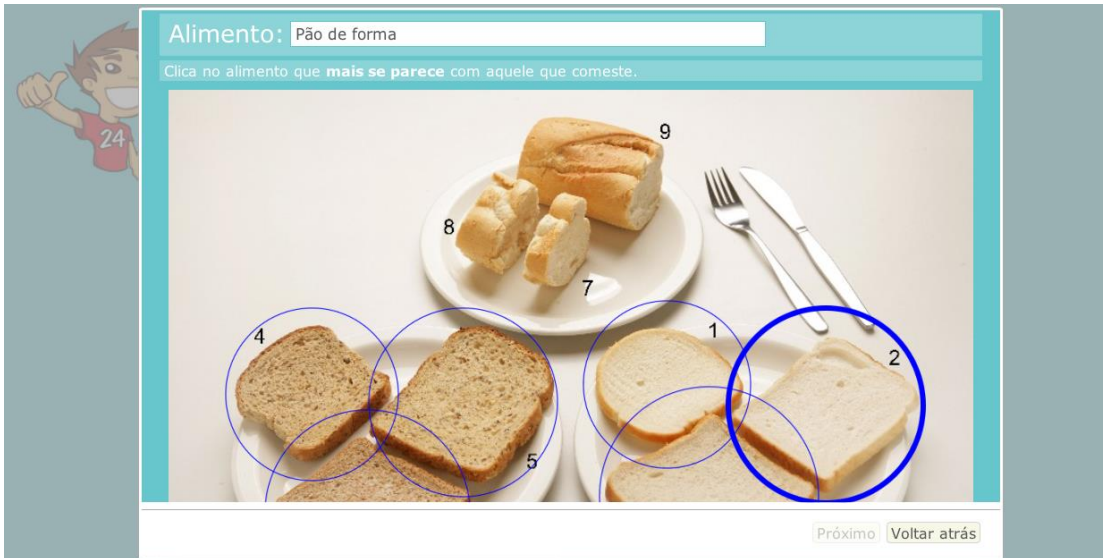 Alimento: Pão de forma
Clica no alimento que mais se parece com aquele que comeste.
24
9
8
7
4
1
2
5
Próximo Voltar atrás